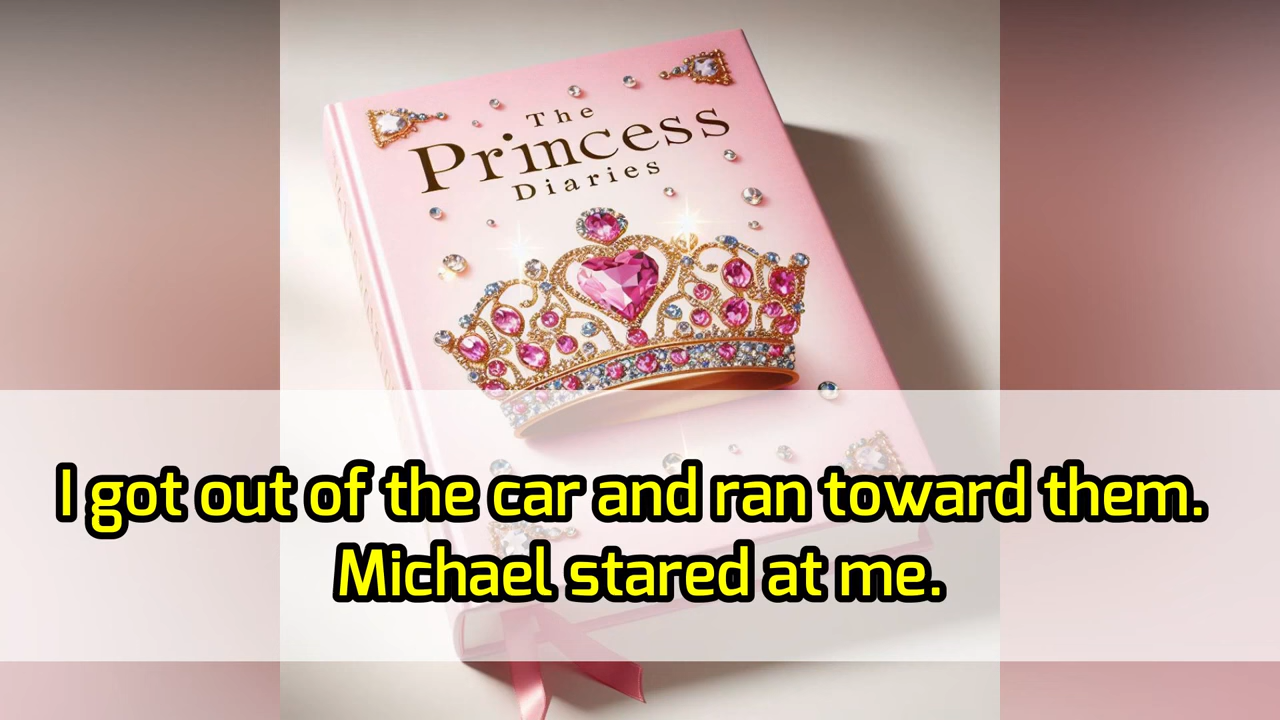 The
Princess
Diaries
I got out of the car and ran toward them.
Michael stared at me.